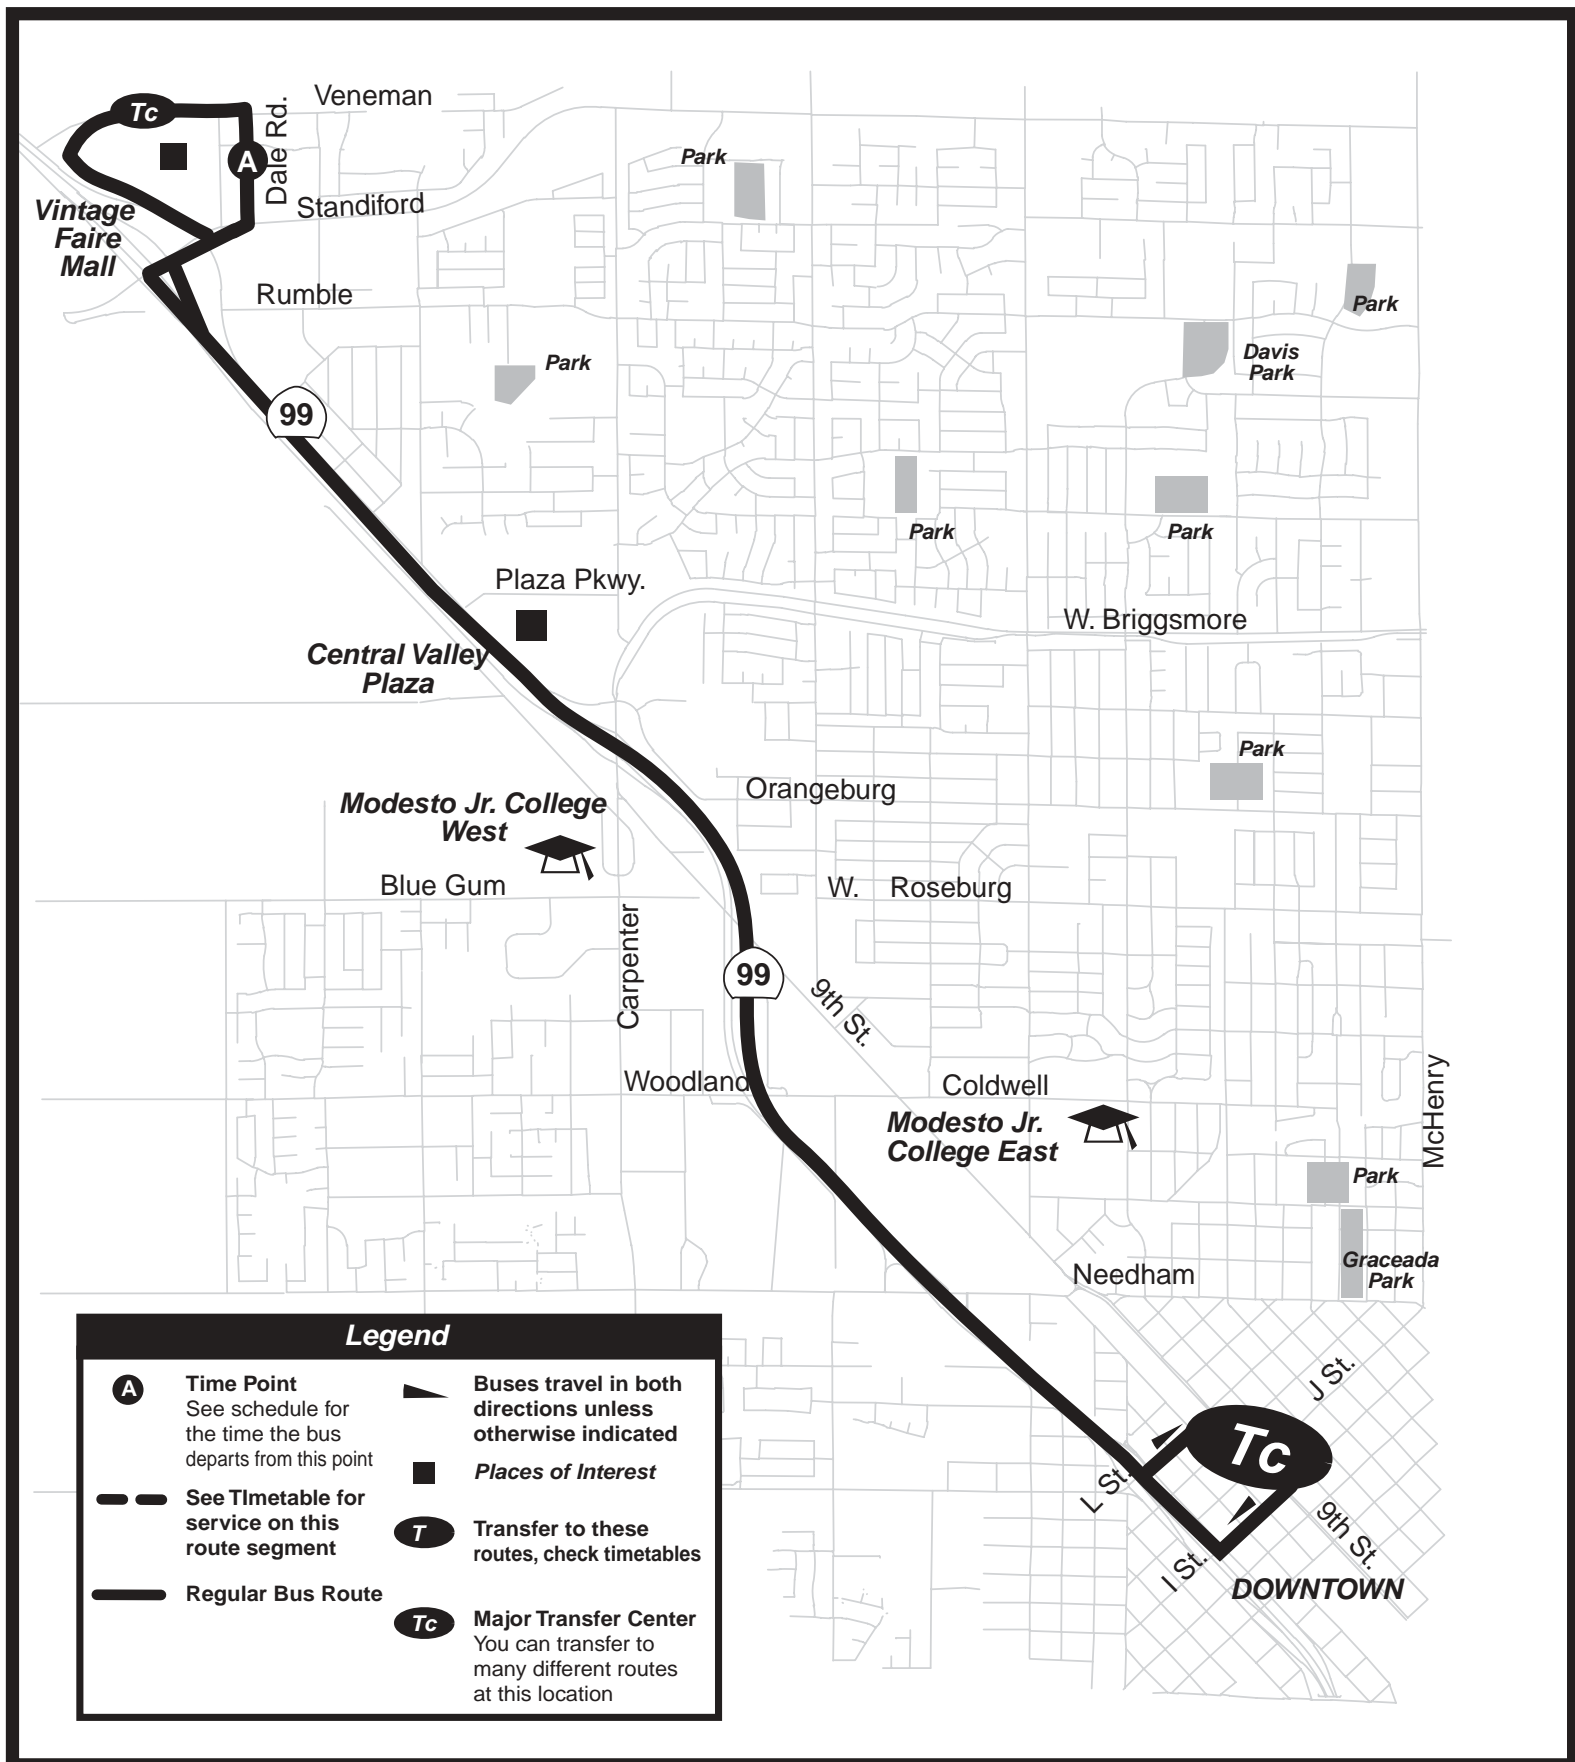 Veneman
Tc
Dale Rd.
A
Park
Vintage
Faire
Mall
Standiford
Rumble
Park
Davis
Park
Park
99
Park
Park
Plaza Pkwy.
W. Briggsmore
Central Valley
Plaza
Park
Orangeburg
Modesto Jr. College
West
Blue Gum
W. Roseburg
Carpenter
99
9th St.
Woodland
Coldwell
McHenry
Modesto Jr.
College East
Park
Graceada
Park
Needham
J St.
Tc
L St.
9th St.
I St.
DOWNTOWN
Legend
A
Time Point
See schedule for
the time the bus
departs from this point
See TImetable for
service on this
route segment
Regular Bus Route
Buses travel in both
directions unless
otherwise indicated
Places of Interest
T
Transfer to these
routes, check timetables
Tc
Major Transfer Center
You can transfer to
many different routes
at this location